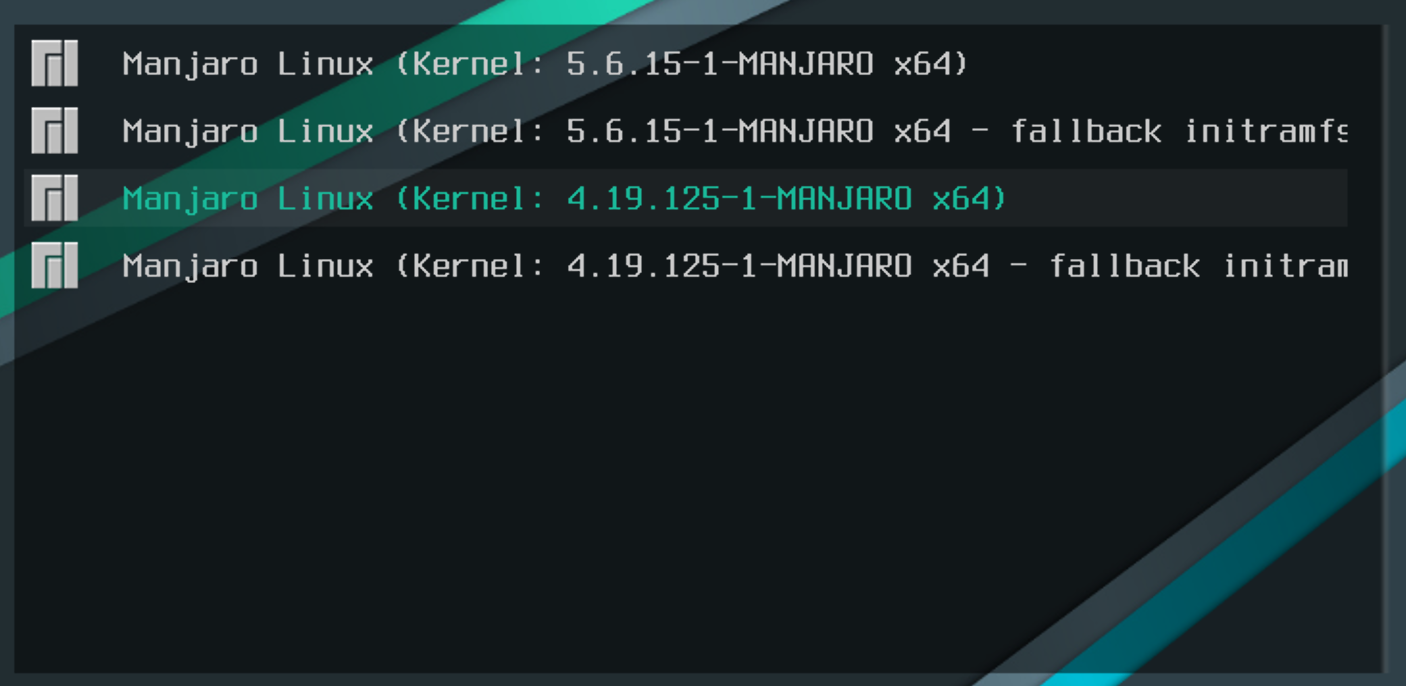 Manjaro Linux (Kernel: 5.6.15-1-MANJARO x64)
Manjaro Linux (Kernel: 5.6.15-1-MANJARO x64 - fallback initramfs
Manjaro Linux (Kernel: 4.19.125-1-MANJARO x64)
Manjaro Linux (Kernel: 4.19.125-1-MANJARO x64 - fallback initram